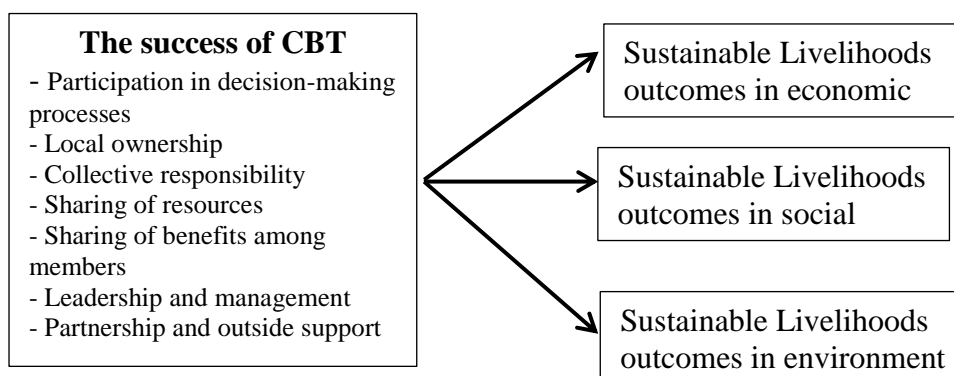 The success of CBT
- Participation in decision-making
processes
- Local ownership
- Collective responsibility
- Sharing of resources
- Sharing of benefits among
members
- Leadership and management
- Partnership and outside support
Sustainable Livelihoods
outcomes in economic
Sustainable Livelihoods
outcomes in social
Sustainable Livelihoods
outcomes in environment